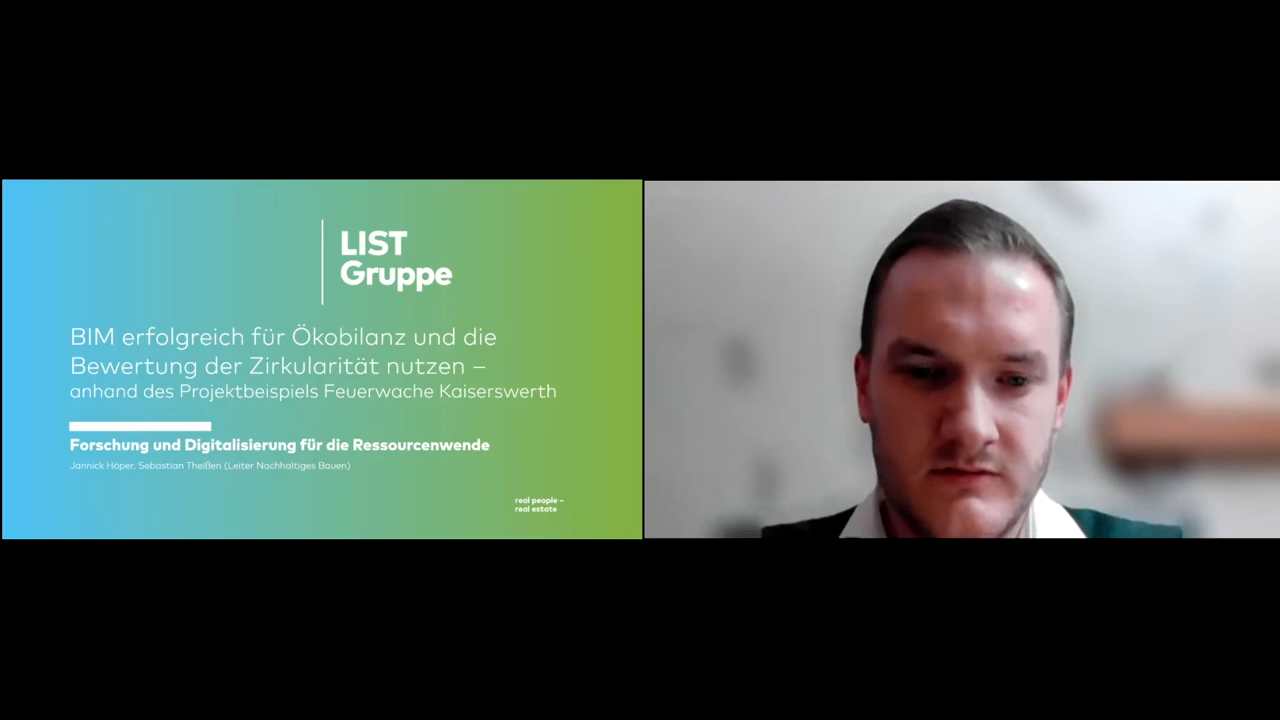 LIST
Gruppe
BIM erfolgreich für Ökobilanz und die
Bewertung der Zirkularität nutzen –
anhand des Projektbeispiels Feuerwache Kaiserswerth
Forschung und Digitalisierung für die Ressourcenwende
Jannick Höper, Sebastian Theißen (Leiter Nachhaltiges Bauen)
real people –
real estate